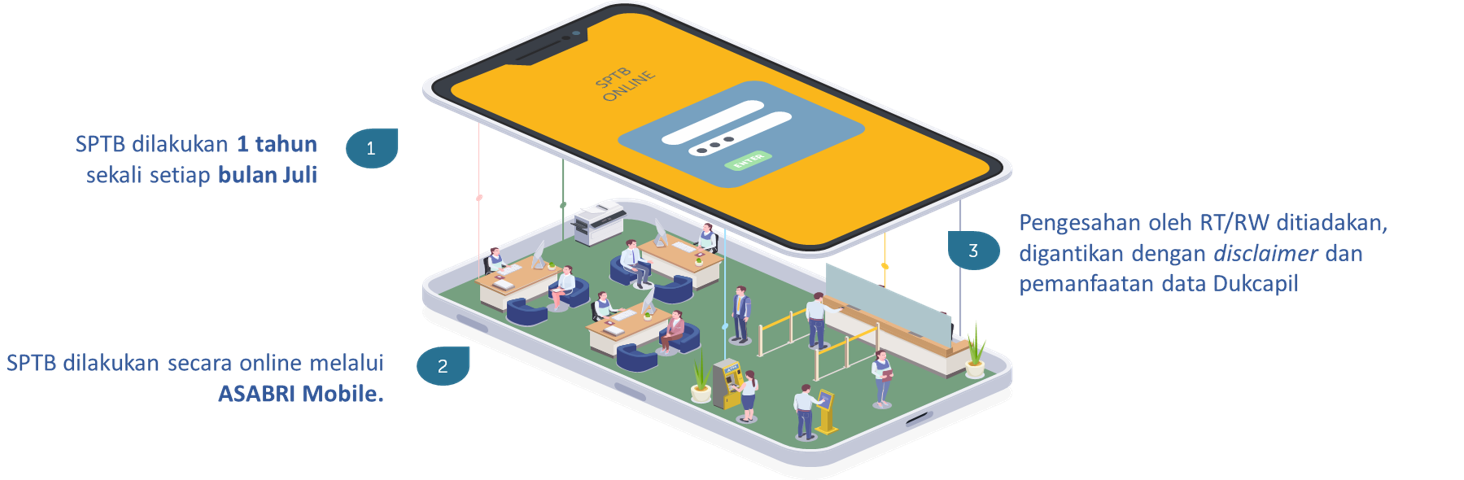 SPTB
ONLINE
ENTER
1
SPTB dilakukan 1 tahun
sekali setiap bulan Juli
2
SPTB dilakukan secara online melalui
ASABRI Mobile.
3
Pengesahan oleh RT/RW ditiadakan,
digantikan dengan disclaimer dan
pemanfaatan data Dukcapil